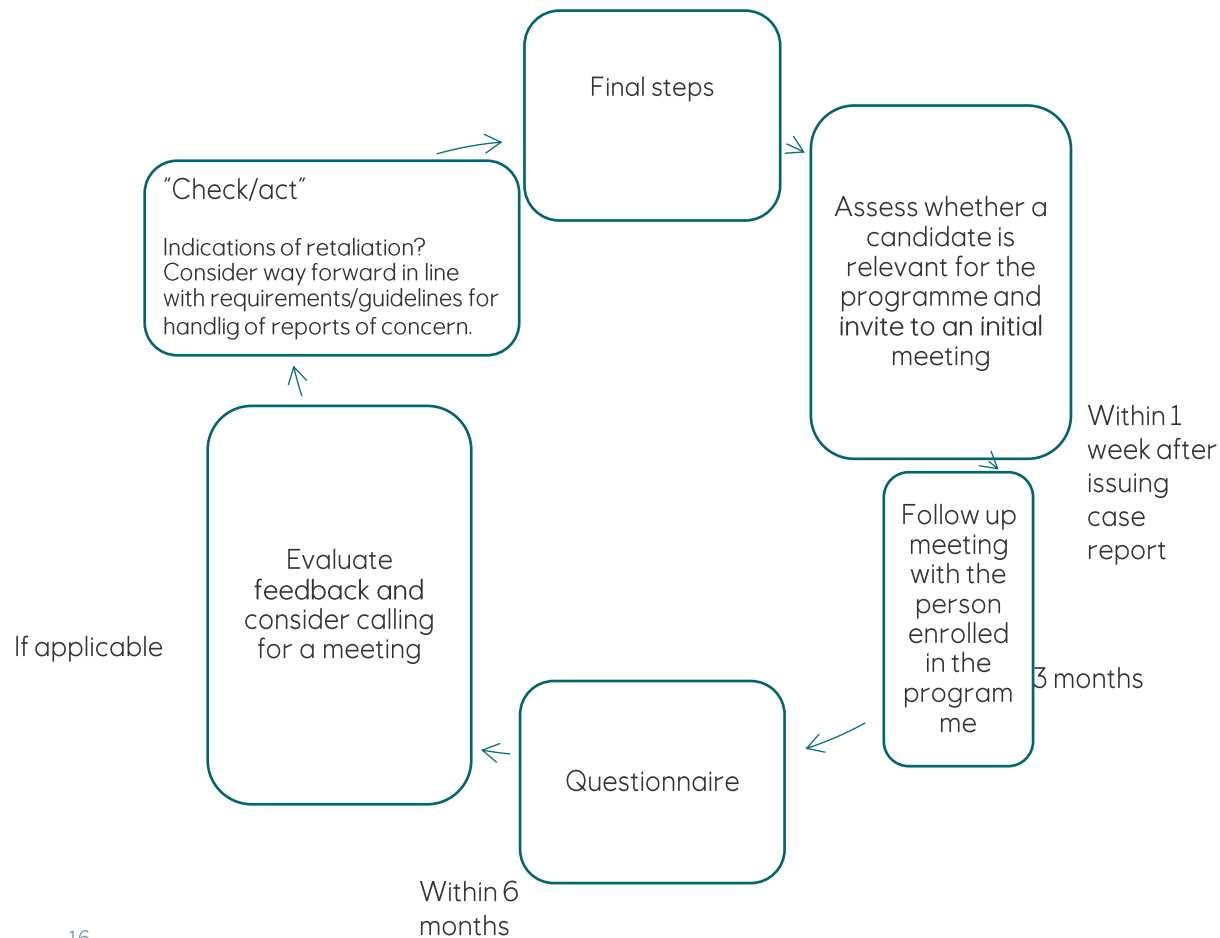 Final steps
"Check/act"
Indications of retaliation?
Consider way forward in line
with requirements/guidelines for
handlig of reports of concern.
Assess whether a
candidate is
relevant for the
programme and
invite to an initial
meeting
Within 1
week after
issuing
case
report
Follow up
meeting
with the
person
enrolled
in the
program
me
3 months
Evaluate
feedback and
consider calling
for a meeting
If applicable
Questionnaire
Within 6
months
16